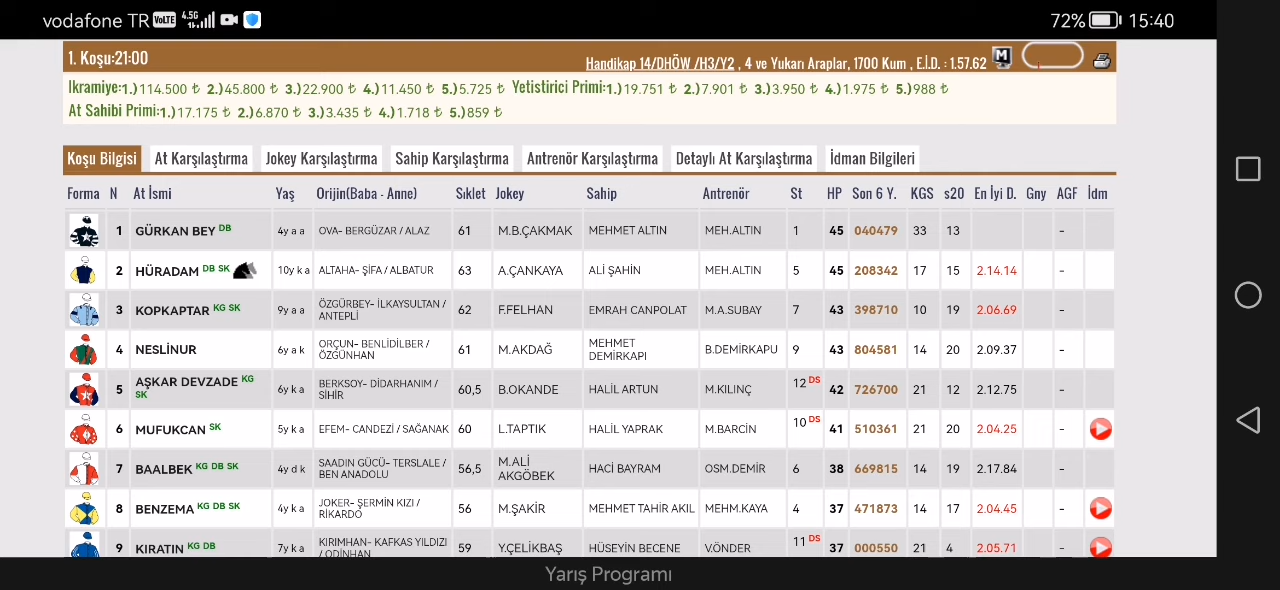 vodafone TR VoLTE 4.5G 72% 15:40
1. Koşu:21:00 Handikap 14/DHÖW /H3/Y2 , 4 ve Yukarı Araplar, 1700 Kum , E.İ.D. : 1.57.62 M
Ikramiye:1.)114.500 ₺ 2.)45.800 ₺ 3.)22.900 ₺ 4.)11.450 ₺ 5.)5.725 ₺ Yetistirici Primi:1.)19.751 ₺ 2.)7.901 ₺ 3.)3.950 ₺ 4.)1.975 ₺ 5.)988 ₺
At Sahibi Primi:1.)17.175 ₺ 2.)6.870 ₺ 3.)3.435 ₺ 4.)1.718 ₺ 5.)859 ₺
Koşu Bilgisi At Karşılaştırma Jokey Karşılaştırma Sahip Karşılaştırma Antrenör Karşılaştırma Detaylı At Karşılaştırma İdman Bilgileri
Forma N At İsmi Yaş Orijin(Baba - Anne) Sıklet Jokey Sahip Antrenör St HP Son 6 Y. KGS s20 En İyi D. Gny AGF İdm
1 GÜRKAN BEY DB 4y a a OVA- BERGÜZAR / ALAZ 61 M.B.ÇAKMAK MEHMET ALTIN MEH.ALTIN 1 45 040479 33 13 -
2 HÜRADAM DB SK 10y k a ALTAHA- ŞİFA / ALBATUR 63 A.ÇANKAYA ALİ ŞAHİN MEH.ALTIN 5 45 208342 17 15 2.14.14 -
3 KOPKAPTAR KG SK 9y a a ÖZGÜRBEY- İLKAYSULTAN / ANTEPLİ 62 F.FELHAN EMRAH CANPOLAT M.A.SUBAY 7 43 398710 10 19 2.06.69 -
4 NESLİNUR 6y a k ORÇUN- BENLİDİLBER / ÖZGÜNHAN 61 M.AKDAĞ MEHMET DEMİRKAPI B.DEMİRKAPU 9 43 804581 14 20 2.09.37 -
5 AŞKAR DEVZADE KG SK 6y k a BERKSOY- DİDARHANIM / SİHİR 60,5 B.OKANDE HALİL ARTUN M.KILINÇ 12 DS 42 726700 21 12 2.12.75 -
6 MUFUKCAN SK 5y k a EFEM- CANDEZİ / SAĞANAK 60 L.TAPTIK HALİL YAPRAK M.BARCİN 10 DS 41 510361 21 20 2.04.25 -
7 BAALBEK KG DB SK 4y d k SAADIN GÜCÜ- TERSLALE / BEN ANADOLU 56,5 M.ALİ AKGÖBEK HACİ BAYRAM OSM.DEMİR 6 38 669815 14 19 2.17.84 -
8 BENZEMA KG DB SK 4y k a JOKER- ŞERMİN KIZI / RİKARDO 56 M.ŞAKİR MEHMET TAHİR AKIL MEHM.KAYA 4 37 471873 14 17 2.04.45 -
9 KIRATIN KG DB 7y k a KIRIMHAN- KAFKAS YILDIZI / ODİNHAN 59 Y.ÇELİKBAŞ HÜSEYİN BECENE V.ÖNDER 11 DS 37 000550 21 4 2.05.71 -
Yarış Programı